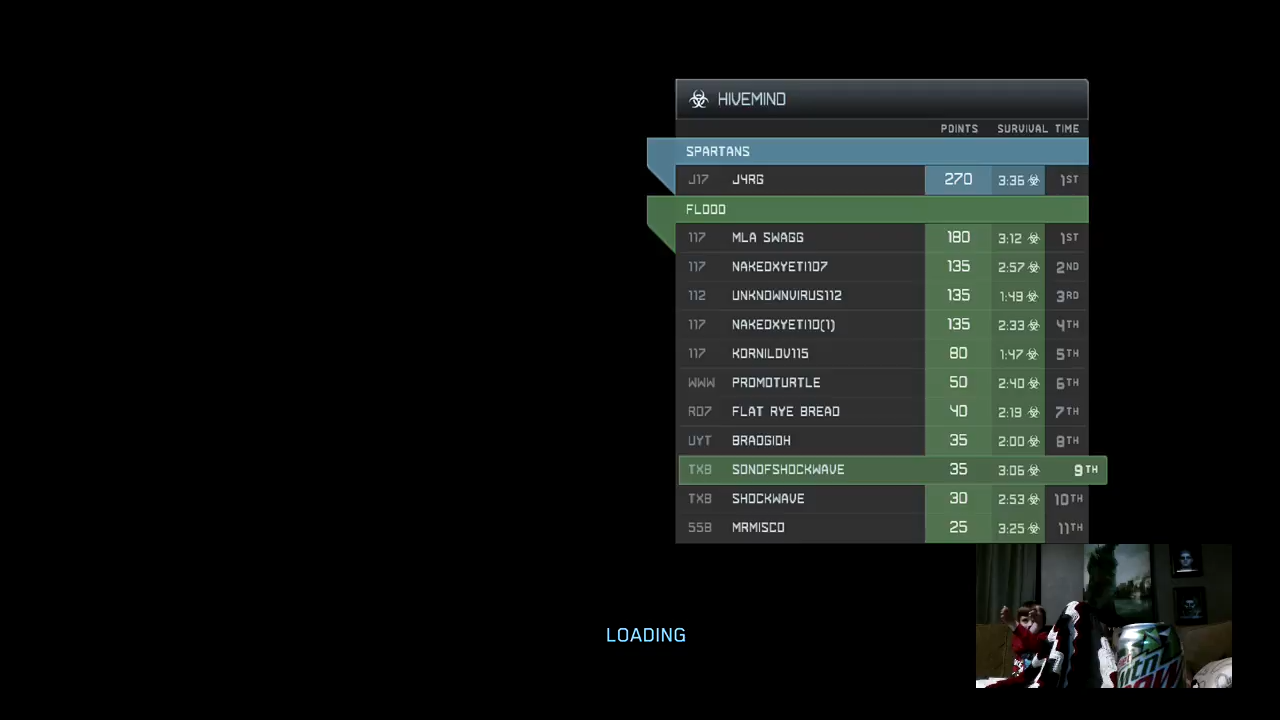 HIVEMIND
POINTS SURVIVAL TIME
SPARTANS
J17 J4RG 270 3:36 1ST
FLOOD
117 MLA SWAGG 180 3:12 1ST
117 NAKEDXYETI107 135 2:57 2ND
112 UNKNOWNVIRUS112 135 1:49 3RD
117 NAKEDXYETI10(1) 135 2:33 4TH
117 KORNILOV115 80 1:47 5TH
WWW PROMOTURTLE 50 2:40 6TH
RD7 FLAT RYE BREAD 40 2:19 7TH
UYT BRADGIOH 35 2:00 8TH
TXB SONOFSHOCKWAVE 35 3:06 9TH
TXB SHOCKWAVE 30 2:53 10TH
55B MRMISCO 25 3:25 11TH
LOADING
mtn